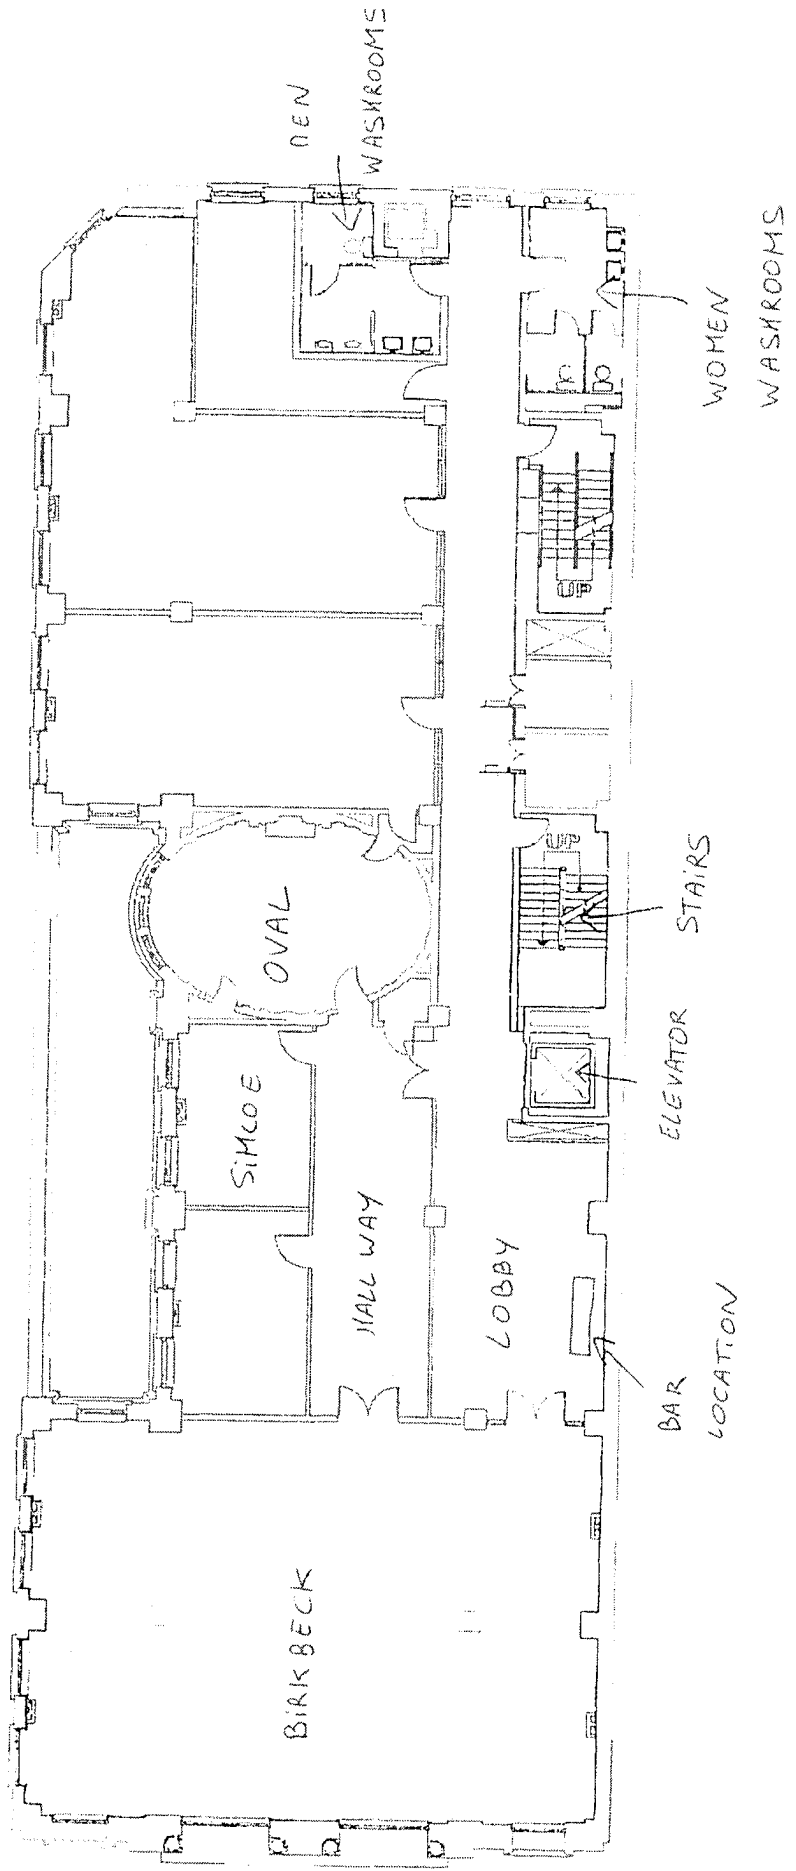 MEN
WASHROOMS
BIRKBECK
SIMCOE
OVAL
HALL WAY
LOBBY
UP
UP
BAR
LOCATION
ELEVATOR
STAIRS
WOMEN
WASHROOMS